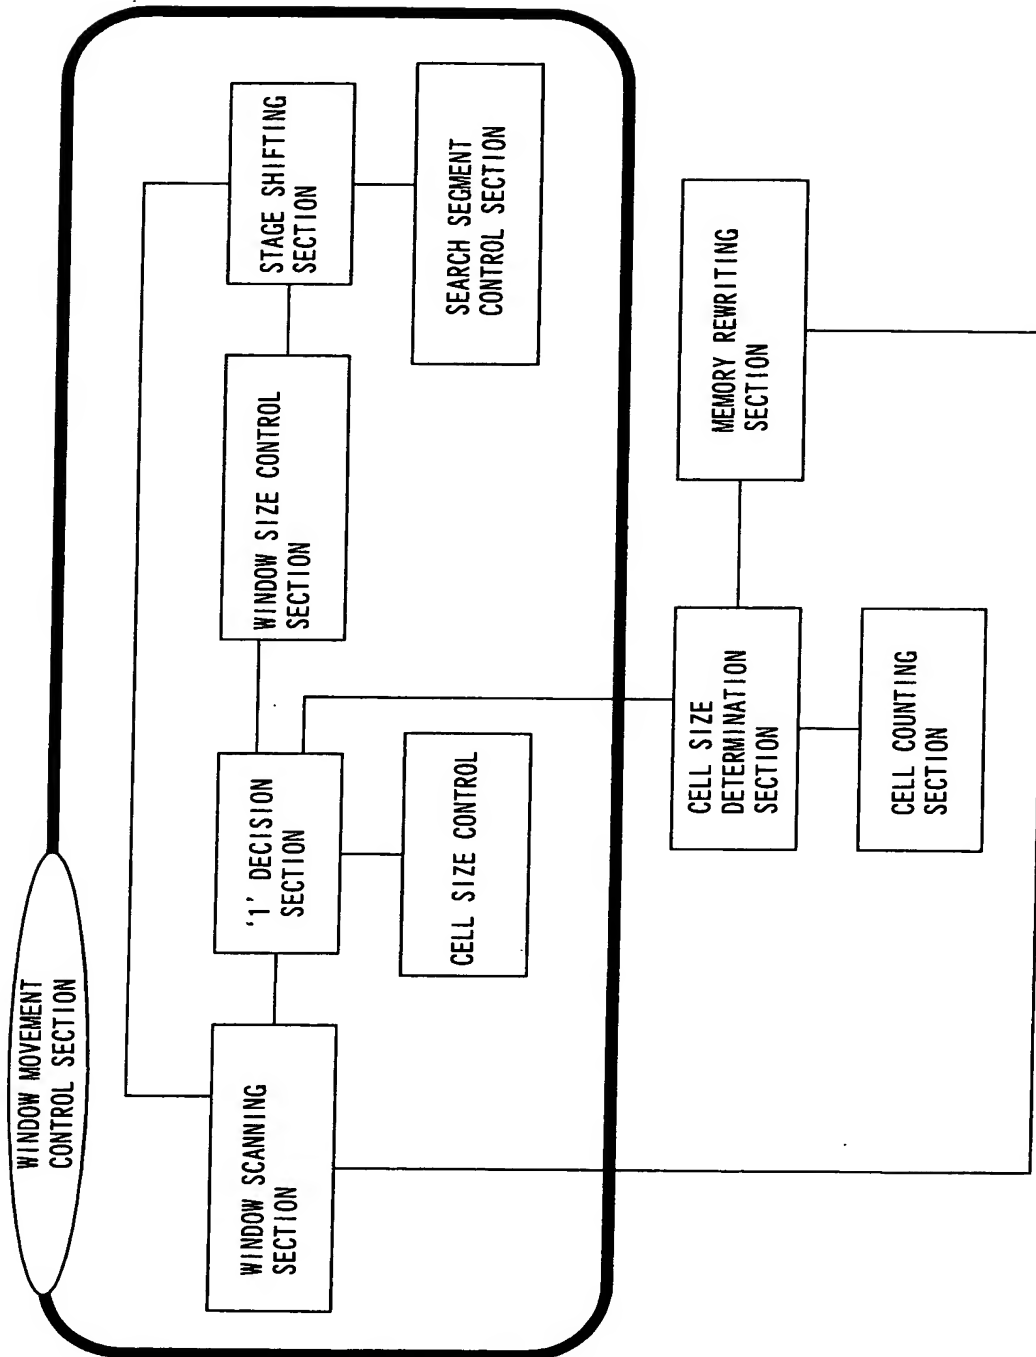 WINDOW MOVEMENT
CONTROL SECTION
WINDOW SCANNING
SECTION
'1' DECISION
SECTION
WINDOW SIZE CONTROL
SECTION
STAGE SHIFTING
SECTION
CELL SIZE CONTROL
SEARCH SEGMENT
CONTROL SECTION
CELL SIZE
DETERMINATION
SECTION
MEMORY REWRITING
SECTION
CELL COUNTING
SECTION